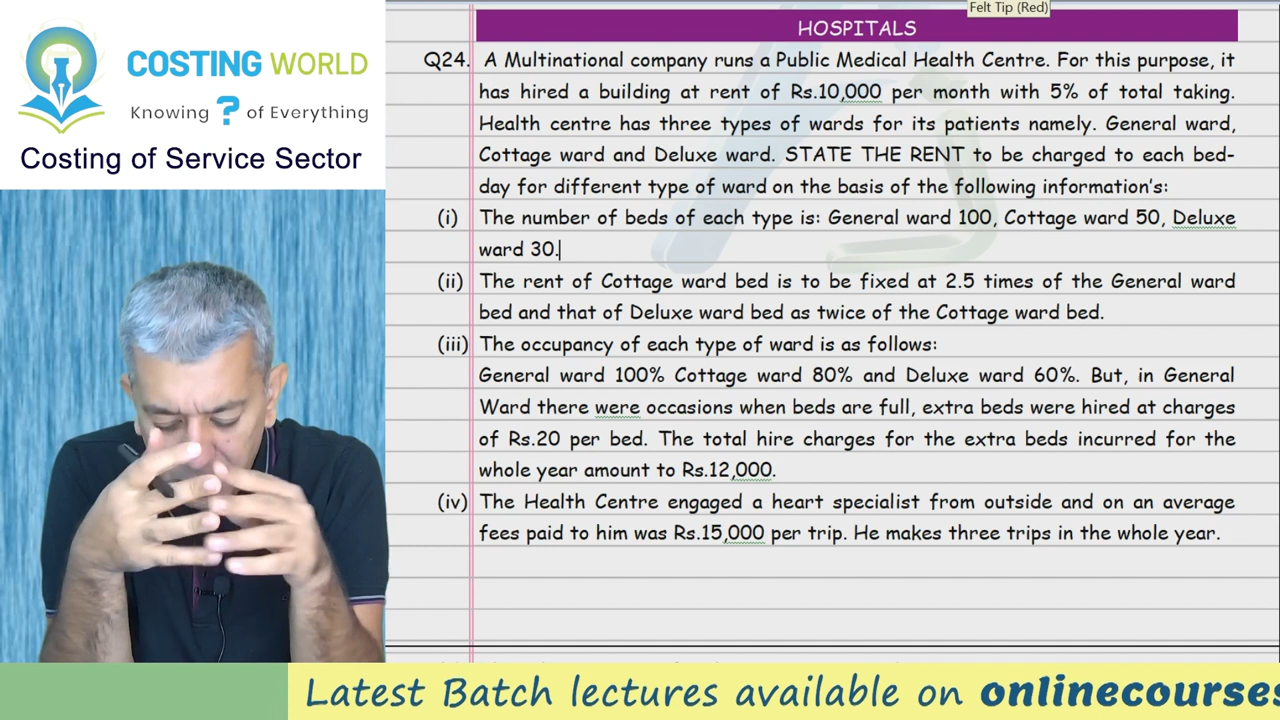 Felt Tip (Red)
HOSPITALS
COSTING WORLD
Knowing ? of Everything
Costing of Service Sector
Q24. A Multinational company runs a Public Medical Health Centre. For this purpose, it
has hired a building at rent of Rs.10,000 per month with 5% of total taking.
Health centre has three types of wards for its patients namely. General ward,
Cottage ward and Deluxe ward. STATE THE RENT to be charged to each bed-
day for different type of ward on the basis of the following information's:
(i) The number of beds of each type is: General ward 100, Cottage ward 50, Deluxe
ward 30.
(ii) The rent of Cottage ward bed is to be fixed at 2.5 times of the General ward
bed and that of Deluxe ward bed as twice of the Cottage ward bed.
(iii) The occupancy of each type of ward is as follows:
General ward 100% Cottage ward 80% and Deluxe ward 60%. But, in General
Ward there were occasions when beds are full, extra beds were hired at charges
of Rs.20 per bed. The total hire charges for the extra beds incurred for the
whole year amount to Rs.12,000.
(iv) The Health Centre engaged a heart specialist from outside and on an average
fees paid to him was Rs.15,000 per trip. He makes three trips in the whole year.
Latest Batch lectures available on onlinecourses